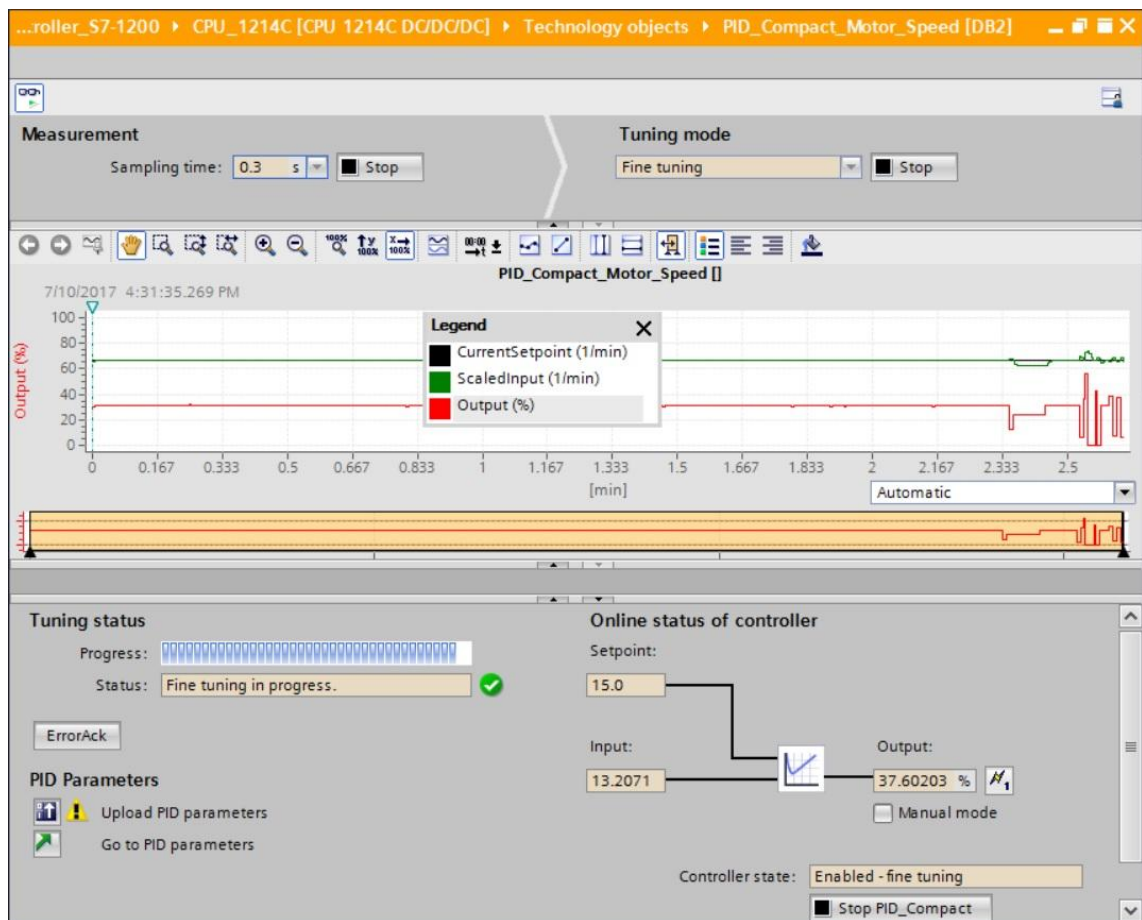 ...roller_S7-1200 ▸ CPU_1214C [CPU 1214C DC/DC/DC] ▸ Technology objects ▸ PID_Compact_Motor_Speed [DB2]
Measurement
Sampling time: 0.3 s Stop
Tuning mode
Fine tuning Stop
PID_Compact_Motor_Speed []
7/10/2017 4:31:35.269 PM
Legend
CurrentSetpoint (1/min)
ScaledInput (1/min)
Output (%)
Output (%)
100
80
60
40
20
0
0 0.167 0.333 0.5 0.667 0.833 1 1.167 1.333 1.5 1.667 1.833 2 2.167 2.333 2.5
[min]
Automatic
Tuning status
Progress:
Status: Fine tuning in progress.
ErrorAck
PID Parameters
Upload PID parameters
Go to PID parameters
Online status of controller
Setpoint:
15.0
Input: Output:
13.2071 37.60203 %
Manual mode
Controller state: Enabled - fine tuning
Stop PID_Compact